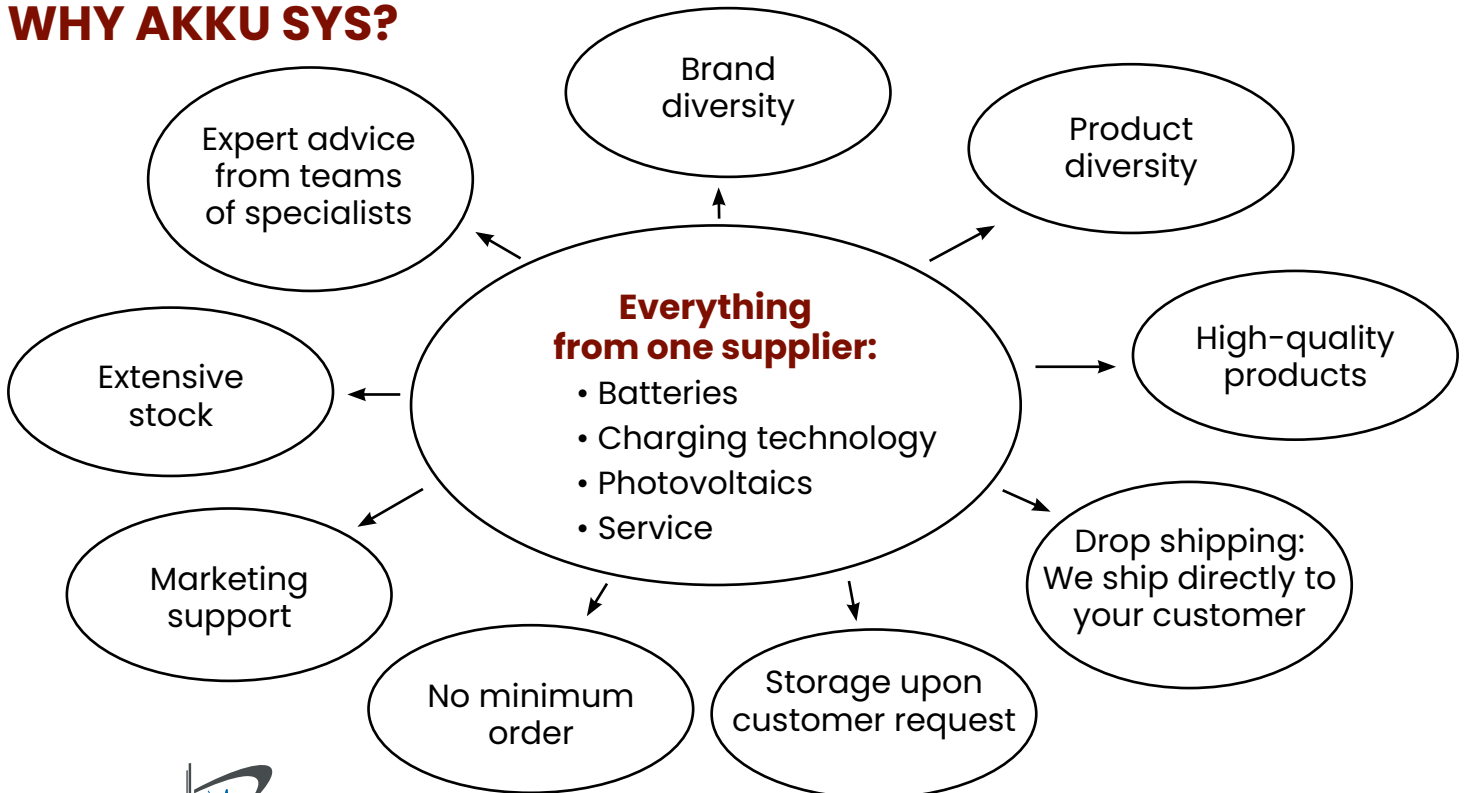 WHY AKKU SYS?
Brand
diversity
Product
diversity
Expert advice
from teams
of specialists
Everything
from one supplier:
• Batteries
• Charging technology
• Photovoltaics
• Service
High-quality
products
Extensive
stock
Drop shipping:
We ship directly to
your customer
Marketing
support
No minimum
order
Storage upon
customer request